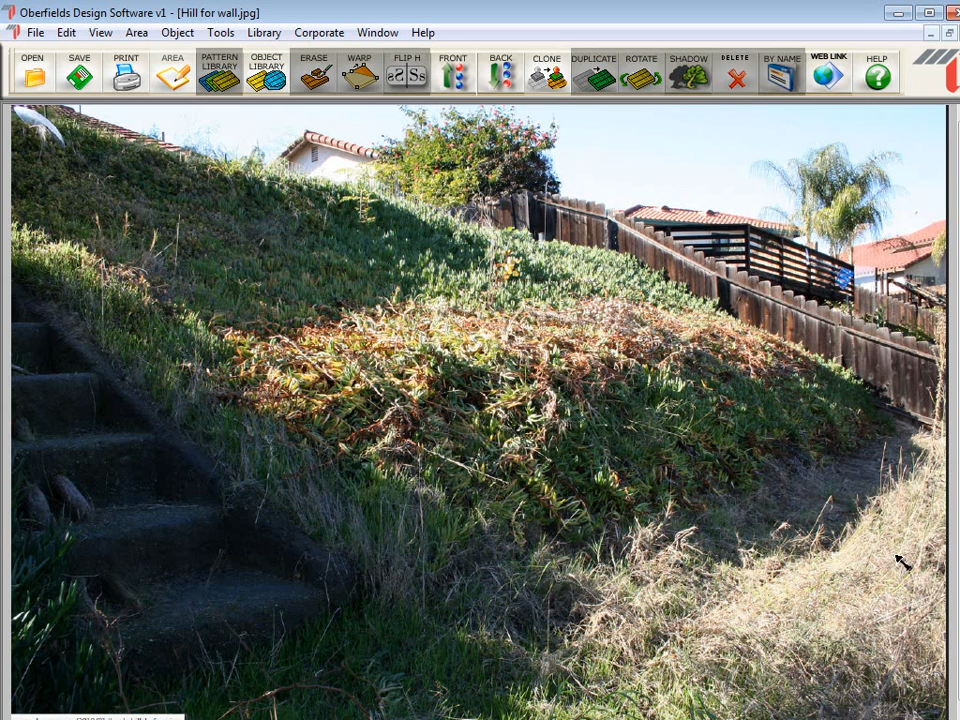 Oberfields Design Software v1 - [Hill for wall.jpg]
File Edit View Area Object Tools Library Corporate Window Help
OPEN SAVE PRINT AREA PATTERN LIBRARY OBJECT LIBRARY ERASE WARP FLIP H FRONT BACK CLONE DUPLICATE ROTATE SHADOW DELETE BY NAME WEB LINK HELP